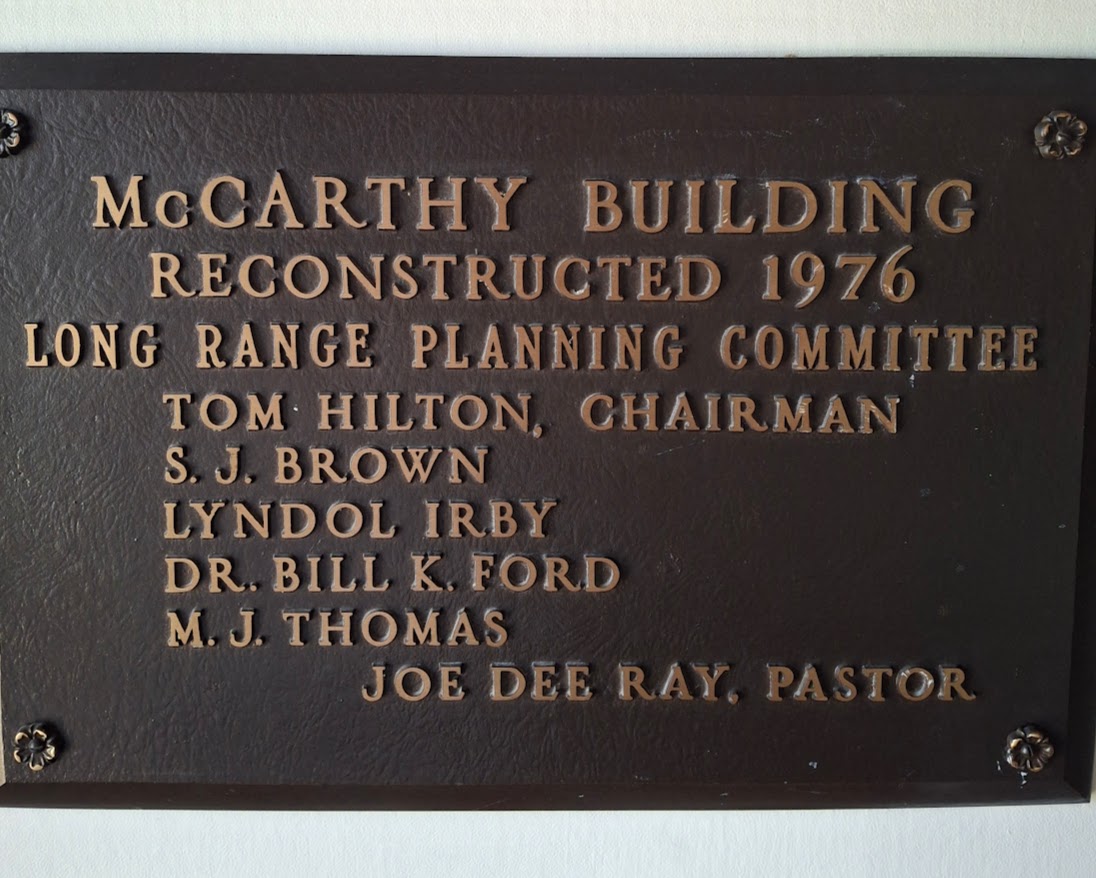 McCARTHY BUILDING
RECONSTRUCTED 1976
LONG RANGE PLANNING COMMITTEE
TOM HILTON, CHAIRMAN
S. J. BROWN
LYNDOL IRBY
DR. BILL K. FORD
M. J. THOMAS
JOE DEE RAY, PASTOR